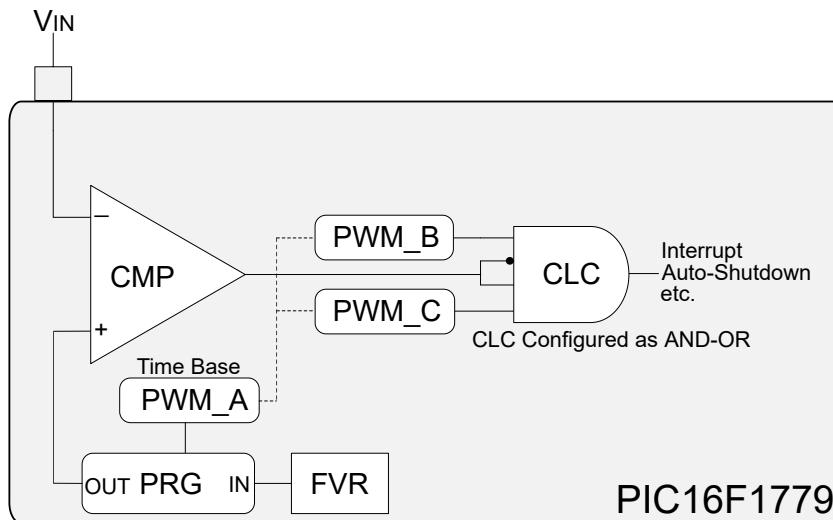 VIN
PWM_B
CMP
CLC
Interrupt
Auto-Shutdown
etc.
PWM_C
CLC Configured as AND-OR
Time Base
PWM_A
OUT PRG IN
FVR
PIC16F1779
−
+